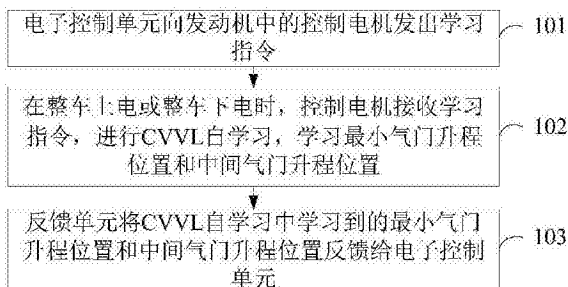 电子控制单元向发动机中的控制电机发出学习
指令
101
在整车上电或整车下电时，控制电机接收学习
指令，进行CVVL自学习，学习最小气门升程
位置和中间气门升程位置
102
反馈单元将CVVL自学习中学习到的最小气门
升程位置和中间气门升程位置反馈给电子控制
单元
103